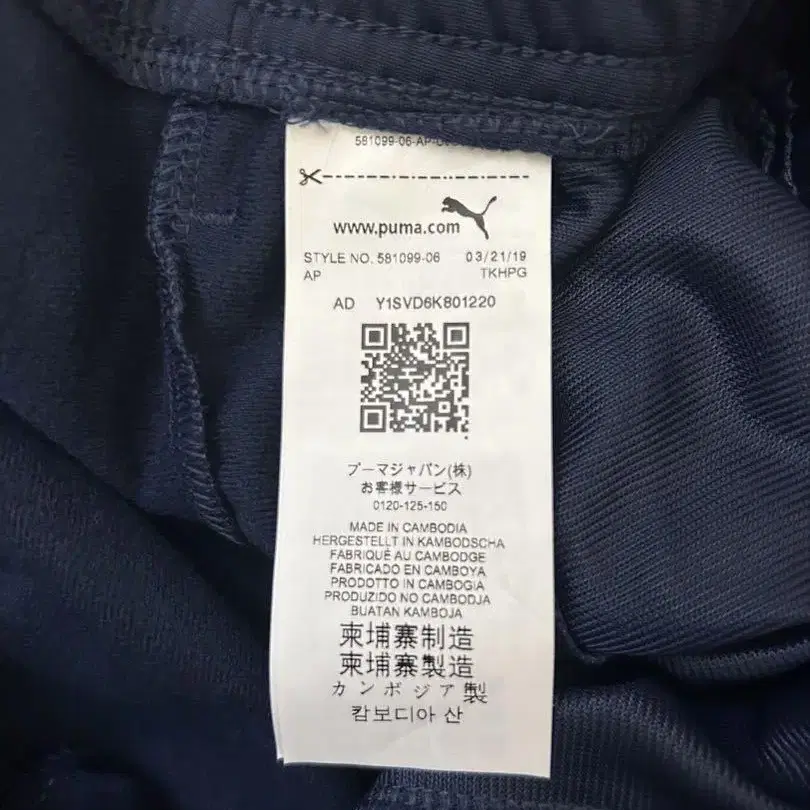 581099-06-AP-
www.puma.com
STYLE NO. 581099-06 03/21/19
AP TKHPG
AD Y1SVD6K801220
プーマジャパン(株)
お客様サービス
0120-125-150
MADE IN CAMBODIA
HERGESTELLT IN KAMBODSCHA
FABRIQUÉ AU CAMBODGE
FABRICADO EN CAMBOYA
PRODOTTO IN CAMBOGIA
PRODUZIDO NO CAMBODJA
BUATAN KAMBOJA
柬埔寨制造
柬埔寨製造
カンボジア製
캄보디아 산